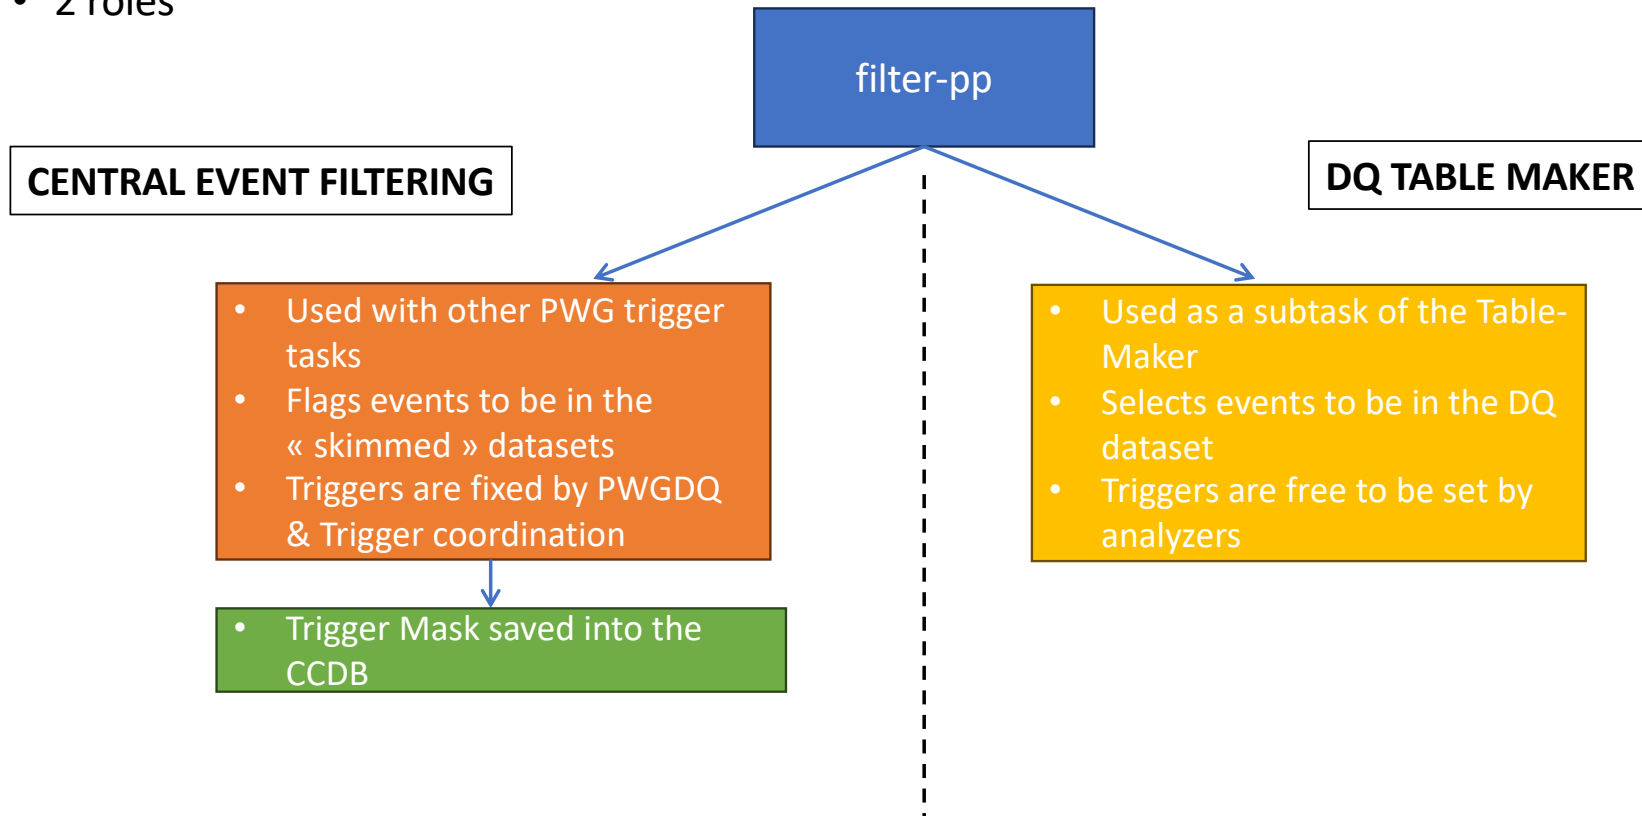 • 2 roles
filter-pp
CENTRAL EVENT FILTERING
DQ TABLE MAKER
• Used with other PWG trigger
tasks
• Flags events to be in the
« skimmed » datasets
• Triggers are fixed by PWGDQ
& Trigger coordination
• Trigger Mask saved into the
CCDB
• Used as a subtask of the Table-
Maker
• Selects events to be in the DQ
dataset
• Triggers are free to be set by
analyzers